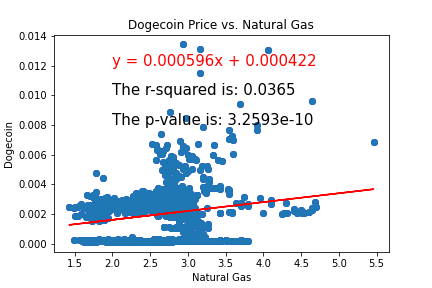 Dogecoin Price vs. Natural Gas
y = 0.000596x + 0.000422
The r-squared is: 0.0365
The p-value is: 3.2593e-10
0.014
0.012
0.010
0.008
0.006
0.004
0.002
0.000
Dogecoin
1.5 2.0 2.5 3.0 3.5 4.0 4.5 5.0 5.5
Natural Gas